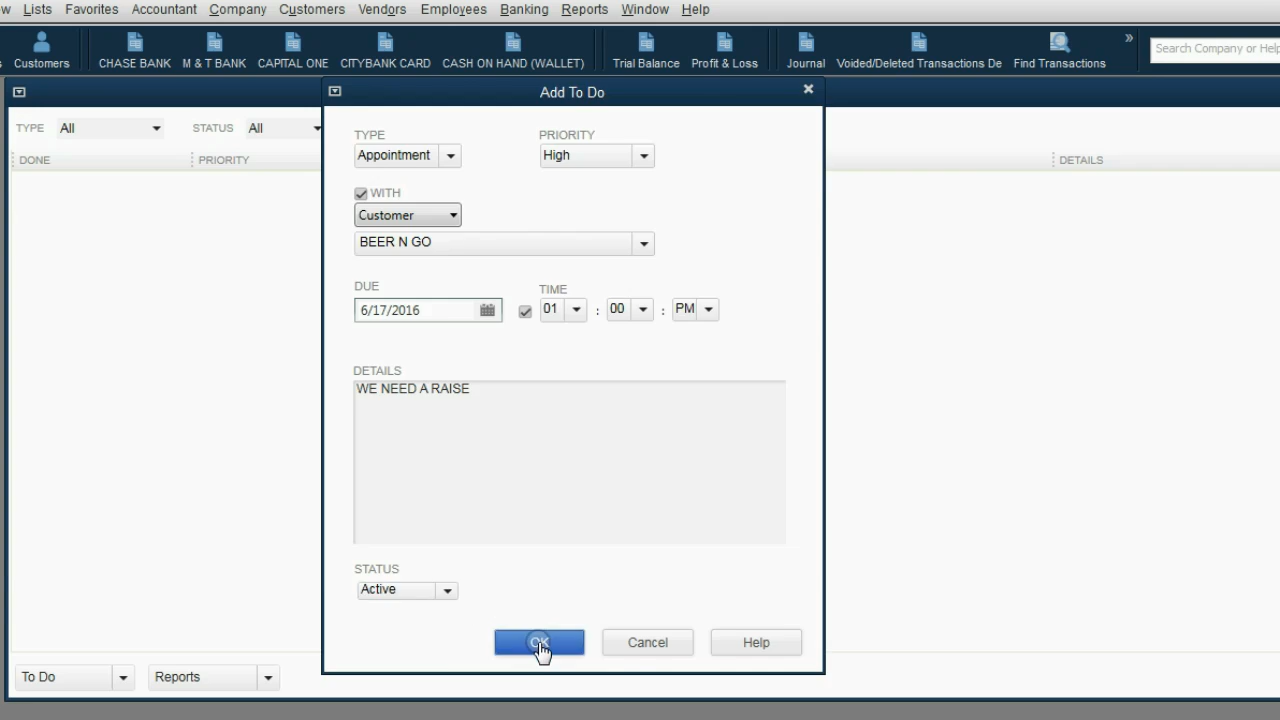 w Lists Favorites Accountant Company Customers Vendors Employees Banking Reports Window Help
Customers CHASE BANK M & T BANK CAPITAL ONE CITYBANK CARD CASH ON HAND (WALLET) Trial Balance Profit & Loss Journal Voided/Deleted Transactions De Find Transactions » Search Company or Help
Add To Do
TYPE All STATUS All
DONE PRIORITY DETAILS
TYPE PRIORITY
Appointment High
WITH
Customer
BEER N GO
DUE TIME
6/17/2016 01 : 00 : PM
DETAILS
WE NEED A RAISE
STATUS
Active
OK Cancel Help
To Do Reports